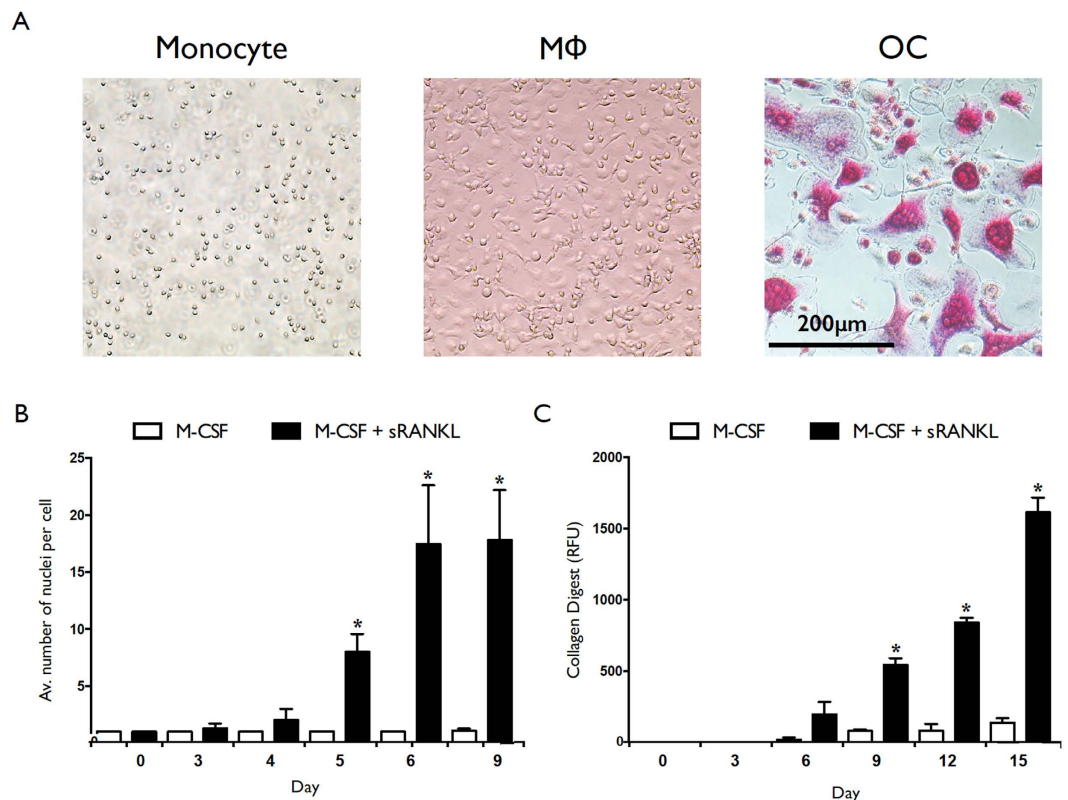 A
Monocyte
MΦ
OC
200μm
B
M-CSF
M-CSF + sRANKL
25
20
15
10
5
0
Av. number of nuclei per cell
*
*
*
0 3 4 5 6 9
Day
C
M-CSF
M-CSF + sRANKL
2000
1500
1000
500
0
Collagen Digest (RFU)
*
*
*
0 3 6 9 12 15
Day